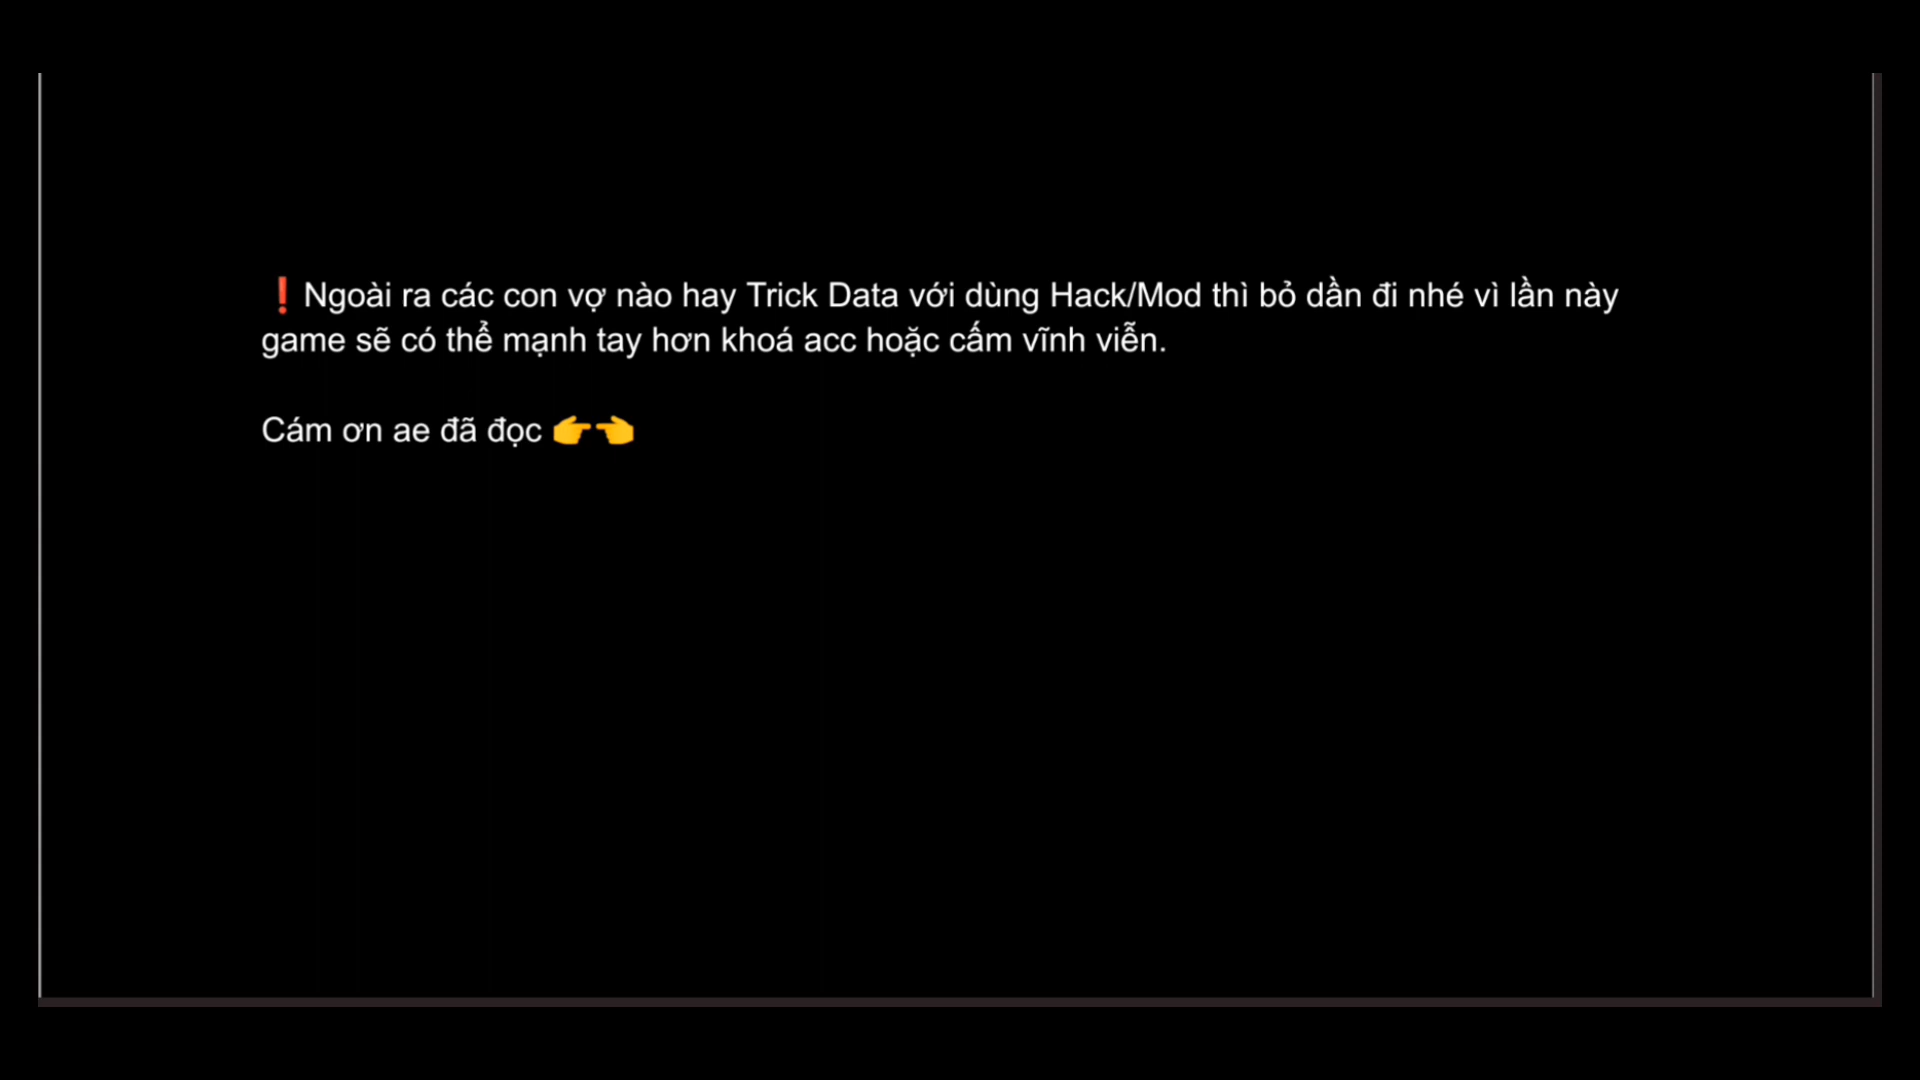 ❗Ngoài ra các con vợ nào hay Trick Data với dùng Hack/Mod thì bỏ dần đi nhé vì lần này
game sẽ có thể mạnh tay hơn khoá acc hoặc cấm vĩnh viễn.
Cám ơn ae đã đọc 👉👈